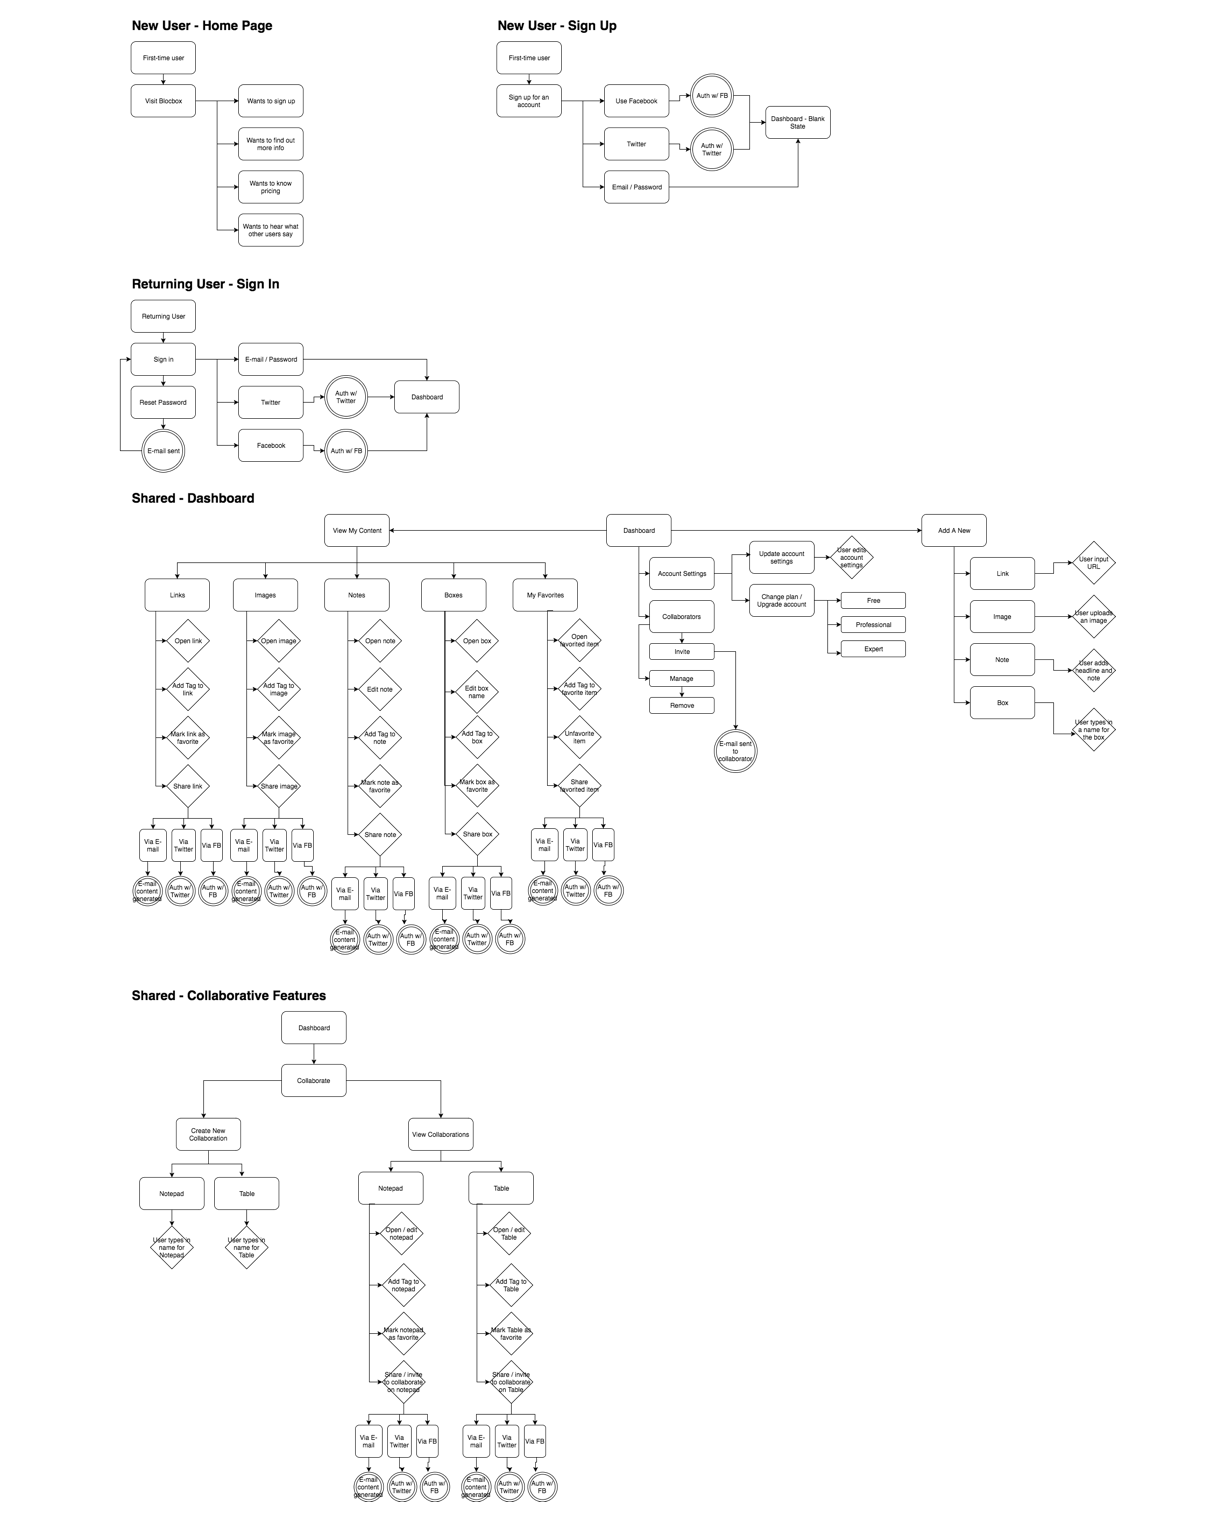 New User - Home Page
First-time user
Visit Blocbox
Wants to sign up
Wants to find out
more info
Wants to know
pricing
Wants to hear what
other users say
New User - Sign Up
First-time user
Sign up for an
account
Use Facebook
Auth w/ FB
Twitter
Auth w/
Twitter
Email / Password
Dashboard - Blank
State
Returning User - Sign In
Returning User
Sign in
Reset Password
E-mail sent
E-mail / Password
Twitter
Auth w/
Twitter
Facebook
Auth w/ FB
Dashboard
Shared - Dashboard
View My Content
Dashboard
Add A New
Links
Open link
Add Tag to
link
Mark link as
favorite
Share link
Via E-
mail
Via
Twitter
Via FB
E-mail
content
generated
Auth w/
Twitter
Auth w/
FB
Images
Open image
Add Tag to
image
Mark image
as favorite
Share image
Via E-
mail
Via
Twitter
Via FB
E-mail
content
generated
Auth w/
Twitter
Auth w/
FB
Notes
Open note
Edit note
Add Tag to
note
Mark note as
favorite
Share note
Via E-
mail
Via
Twitter
Via FB
E-mail
content
generated
Auth w/
Twitter
Auth w/
FB
Boxes
Open box
Edit box
name
Add Tag to
box
Mark box as
favorite
Share box
Via E-
mail
Via
Twitter
Via FB
E-mail
content
generated
Auth w/
Twitter
Auth w/
FB
My Favorites
Open
favorited item
Add Tag to
favorite item
Unfavorite
item
Share
favorited item
Via E-
mail
Via
Twitter
Via FB
E-mail
content
generated
Auth w/
Twitter
Auth w/
FB
Account Settings
Update account
settings
User edits
account
settings
Change plan /
Upgrade account
Free
Professional
Expert
Collaborators
Invite
Manage
Remove
E-mail sent
to
collaborator
Link
User input
URL
Image
User uploads
an image
Note
User adds
headline and
note
Box
User types in
a name for
the box
Shared - Collaborative Features
Dashboard
Collaborate
Create New
Collaboration
View Collaborations
Notepad
Table
User types in
name for
Notepad
User types in
name for
Table
Notepad
Open / edit
notepad
Add Tag to
notepad
Mark notepad
as favorite
Share / invite
to collaborate
on notepad
Via E-
mail
Via
Twitter
Via FB
E-mail
content
generated
Auth w/
Twitter
Auth w/
FB
Table
Open / edit
Table
Add Tag to
Table
Mark Table as
favorite
Share / invite
to collaborate
on Table
Via E-
mail
Via
Twitter
Via FB
E-mail
content
generated
Auth w/
Twitter
Auth w/
FB